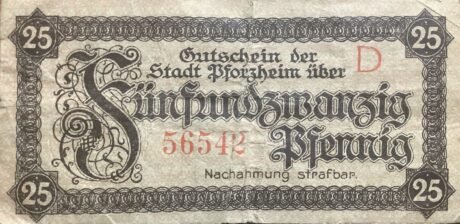 25 25
Gutschein der
Stadt Pforzheim über D
Fünfundzwanzig
56542 Pfennig
Nachahmung strafbar.
25 25